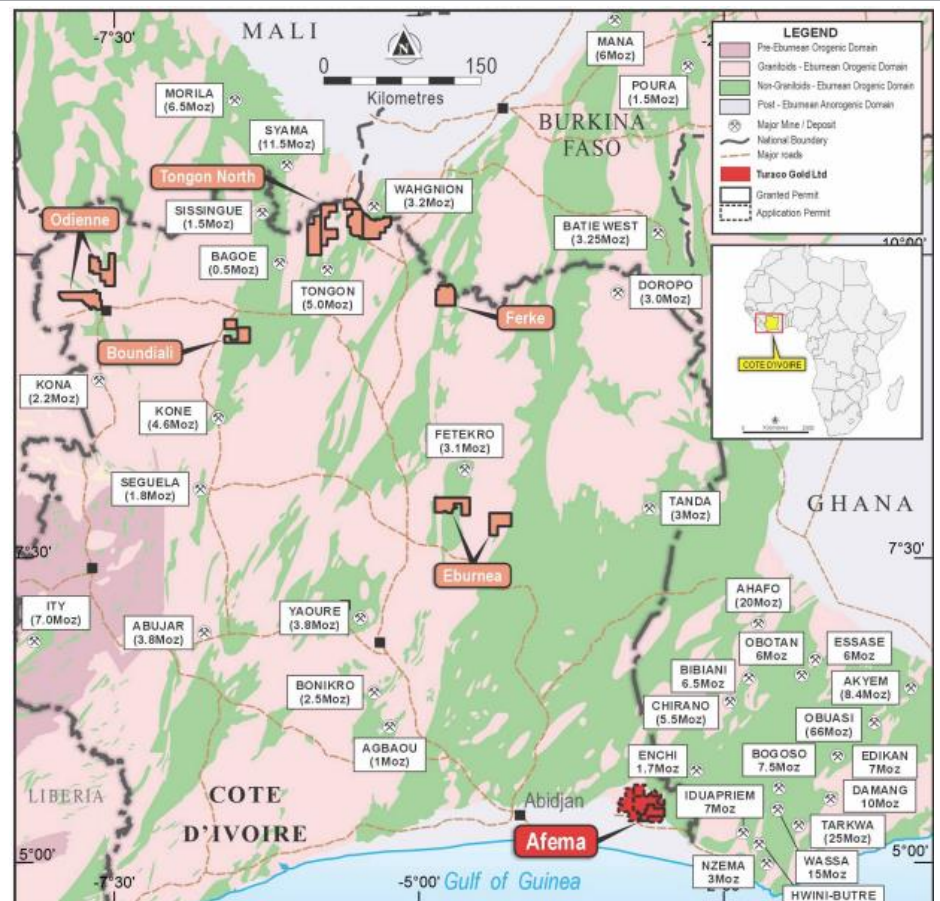 -7°30'
MALI
N
0 150
Kilometres
MANA
(6Moz)
POURA
(1.5Moz)
MORILA
(6.5Moz)
SYAMA
(11.5Moz)
BURKINA
FASO
Tongon North
WAHGNION
(3.2Moz)
Odienne
SISSINGUE
(1.5Moz)
BATIE WEST
(3.25Moz)
BAGOE
(0.5Moz)
TONGON
(5.0Moz)
DOROPO
(3.0Moz)
Ferke
Boundiali
KONA
(2.2Moz)
KONE
(4.6Moz)
FETEKRO
(3.1Moz)
SEGUELA
(1.8Moz)
TANDA
(3Moz)
GHANA
7°30'
7°30'
Eburnea
ITY
(7.0Moz)
ABUJAR
(3.8Moz)
YAOURE
(3.8Moz)
AHAFO
(20Moz)
OBOTAN
6Moz
ESSASE
6Moz
BIBIANI
6.5Moz
AKYEM
(8.4Moz)
BONIKRO
(2.5Moz)
CHIRANO
(5.5Moz)
OBUASI
(66Moz)
AGBAOU
(1Moz)
ENCHI
1.7Moz
BOGOSO
7.5Moz
EDIKAN
7Moz
LIBERIA
COTE
D'IVOIRE
Abidjan
IDUAPRIEM
7Moz
DAMANG
10Moz
Afema
TARKWA
(25Moz)
5°00'
5°00'
NZEMA
3Moz
WASSA
15Moz
-7°30'
-5°00'
Gulf of Guinea
HWINI-BUTRE
LEGEND
Pre-Eburnean Orogenic Domain
Granitoids - Eburnean Orogenic Domain
Non-Granitoids - Eburnean Orogenic Domain
Post - Eburnean Anorogenic Domain
Major Mine / Deposit
National Boundary
Major roads
Turaco Gold Ltd
Granted Permit
Application Permit
10°00'
COTE D'IVOIRE